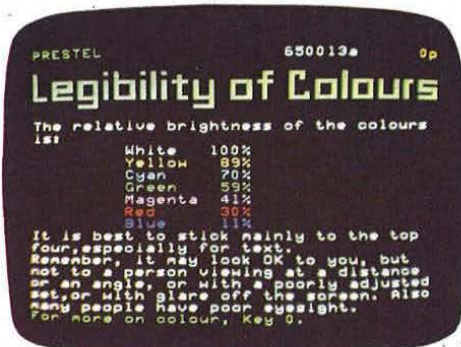 PRESTEL 650013a 0p
Legibility of Colours
The relative brightness of the colours
is:
White 100%
Yellow 89%
Cyan 70%
Green 59%
Magenta 41%
Red 30%
Blue 11%
It is best to stick mainly to the top
four,especially for text.
Remember, it may look OK to you, but
not to a person viewing at a distance
or an angle, or with a poorly adjusted
set,or with glare off the screen. Also
many people have poor eyesight.
For more on colour, Key 0.